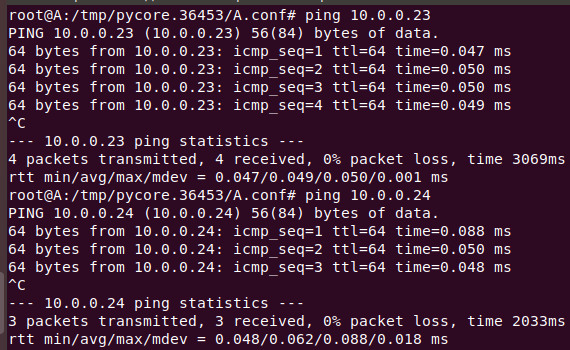 root@A:/tmp/pycore.36453/A.conf# ping 10.0.0.23
PING 10.0.0.23 (10.0.0.23) 56(84) bytes of data.
64 bytes from 10.0.0.23: icmp_seq=1 ttl=64 time=0.047 ms
64 bytes from 10.0.0.23: icmp_seq=2 ttl=64 time=0.050 ms
64 bytes from 10.0.0.23: icmp_seq=3 ttl=64 time=0.050 ms
64 bytes from 10.0.0.23: icmp_seq=4 ttl=64 time=0.049 ms
^C
--- 10.0.0.23 ping statistics ---
4 packets transmitted, 4 received, 0% packet loss, time 3069ms
rtt min/avg/max/mdev = 0.047/0.049/0.050/0.001 ms
root@A:/tmp/pycore.36453/A.conf# ping 10.0.0.24
PING 10.0.0.24 (10.0.0.24) 56(84) bytes of data.
64 bytes from 10.0.0.24: icmp_seq=1 ttl=64 time=0.088 ms
64 bytes from 10.0.0.24: icmp_seq=2 ttl=64 time=0.050 ms
64 bytes from 10.0.0.24: icmp_seq=3 ttl=64 time=0.048 ms
^C
--- 10.0.0.24 ping statistics ---
3 packets transmitted, 3 received, 0% packet loss, time 2033ms
rtt min/avg/max/mdev = 0.048/0.062/0.088/0.018 ms